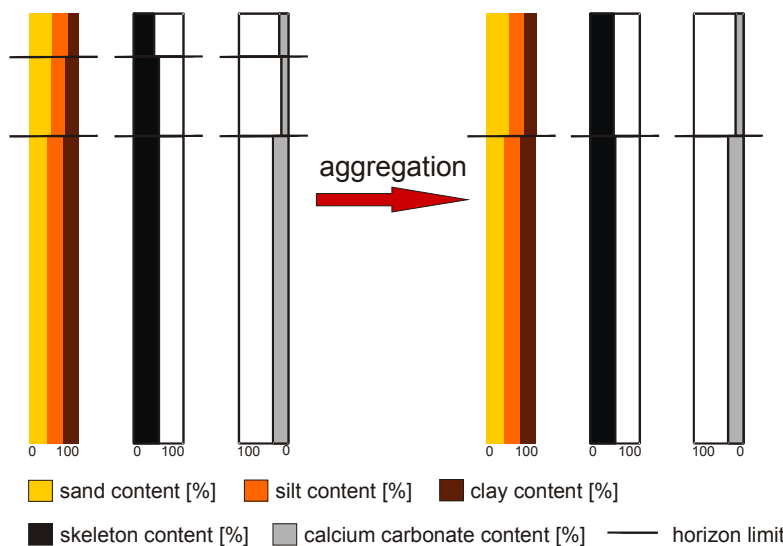 aggregation
0 100 0 100 100 0 0 100 0 100 100 0
sand content [%] silt content [%] clay content [%]
skeleton content [%] calcium carbonate content [%] horizon limit